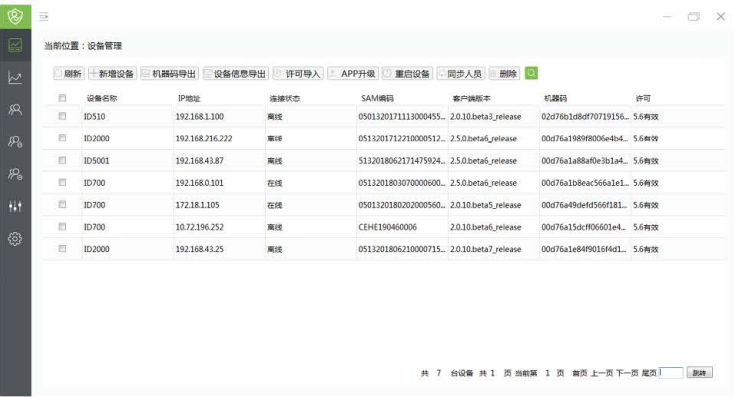 当前位置：设备管理
刷新 新增设备 机器码导出 设备信息导出 许可导入 APP升级 重启设备 同步人员 删除
设备名称 IP地址 连接状态 SAM编码 客户端版本 机器码 许可
ID510 192.168.1.100 离线 0501320171113000455... 2.0.10.beta3_release 02d76b1d8df70719156... 5.6有效
ID2000 192.168.216.222 离线 0513201712210000512... 2.5.0.beta6_release 00d76a1989f8006e4b4... 5.6有效
ID5001 192.168.43.87 离线 5132018062171475924... 2.5.0.beta6_release 00d76a1a88af0e3b1a4... 5.6有效
ID700 192.168.0.101 在线 0513201803070000600... 2.5.0.beta6_release 00d76a1b8eac566a1e1... 5.6有效
ID700 172.18.1.105 在线 0501320180202000560... 2.0.10.beta5_release 00d76a49defd566f181... 5.6有效
ID700 10.72.196.252 离线 CEHE190460006 2.0.10.beta6_release 00d76a15dcff06601e4... 5.6有效
ID2000 192.168.43.25 离线 0513201806210000715... 2.0.10.beta7_release 00d76a1e84f9016f4d1... 5.6有效
共 7 台设备 共 1 页 当前第 1 页 首页 上一页 下一页 尾页 跳转